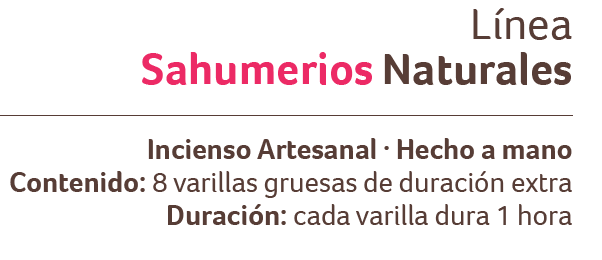 Línea
Sahumerios Naturales
Incienso Artesanal · Hecho a mano
Contenido: 8 varillas gruesas de duración extra
Duración: cada varilla dura 1 hora